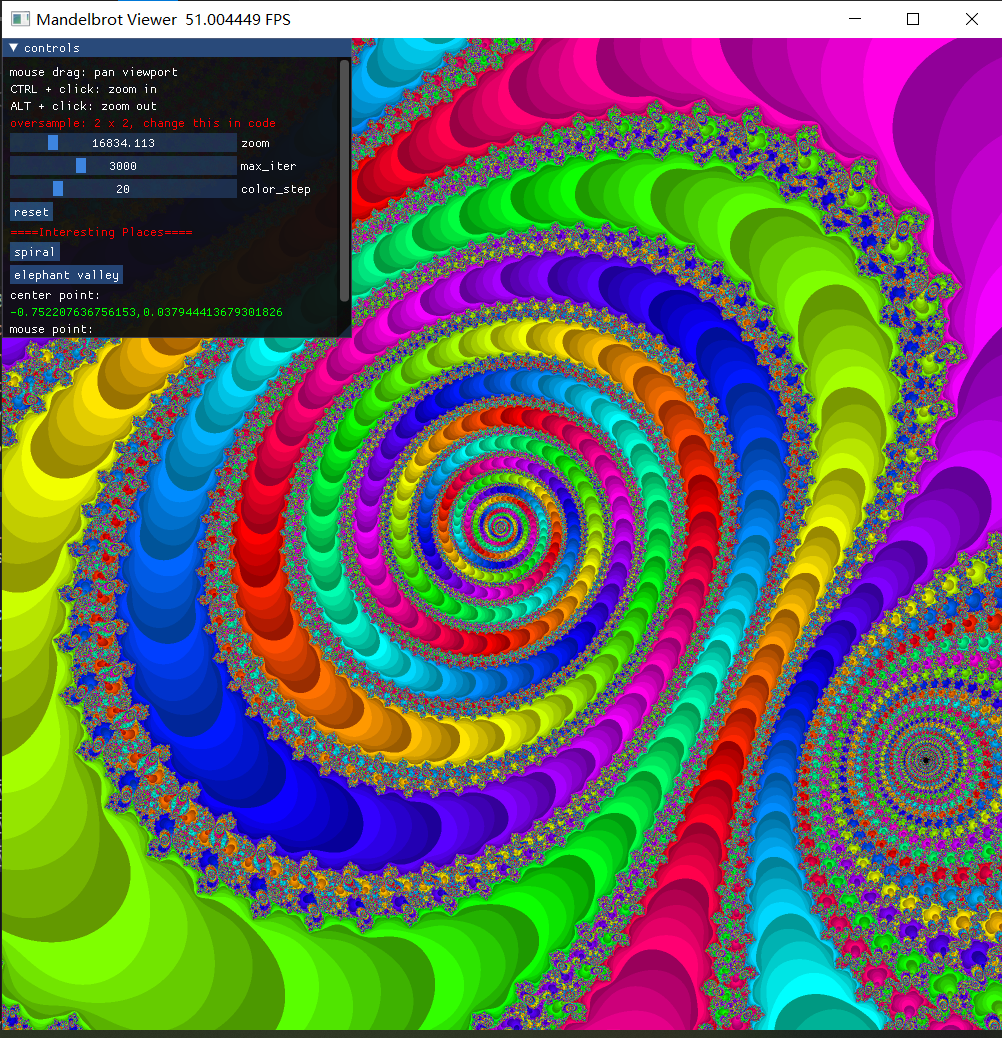 Mandelbrot Viewer 51.004449 FPS
controls
mouse drag: pan viewport
CTRL + click: zoom in
ALT + click: zoom out
oversample: 2 x 2, change this in code
16834.113 zoom
3000 max_iter
20 color_step
reset
====Interesting Places====
spiral
elephant valley
center point:
-0.752207636756153,0.037944413679301826
mouse point: